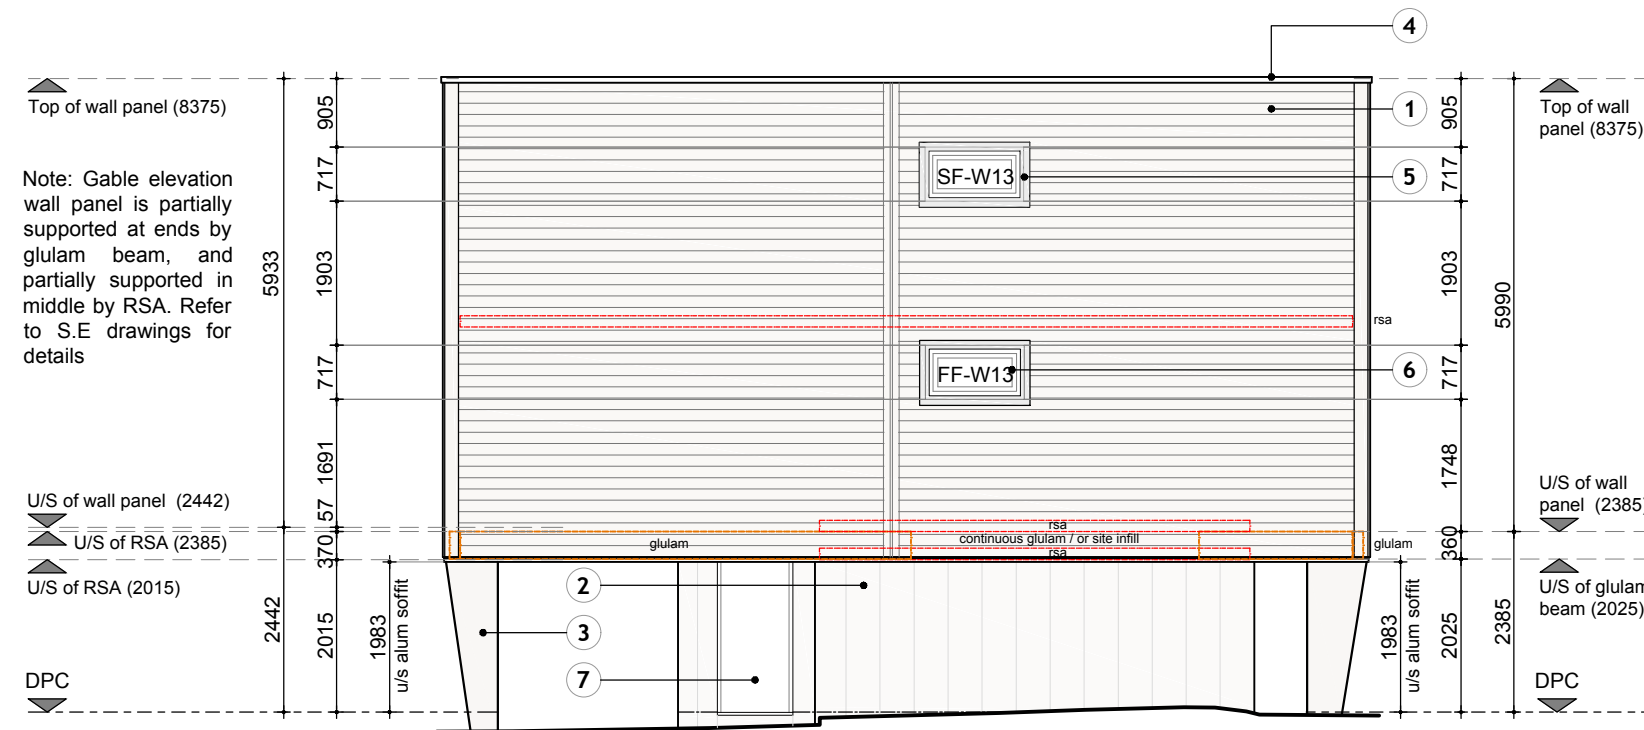 4
Top of wall panel (8375)
905
1
905
Top of wall
panel (8375)
Note: Gable elevation
wall panel is partially
supported at ends by
glulam beam, and
partially supported in
middle by RSA. Refer
to S.E drawings for
details
717
SF-W13
5
717
5933
1903
1903
5990
rsa
717
FF-W13
6
717
1691
1748
U/S of wall panel (2442)
57
rsa
U/S of wall
panel (2385)
U/S of RSA (2385)
370
glulam
continuous glulam / or site infill
rsa
glulam
360
U/S of RSA (2015)
2
U/S of glulam
beam (2025)
2442
2015
1983
u/s alum soffit
3
1983
u/s alum soffit
2025
2385
7
DPC
DPC